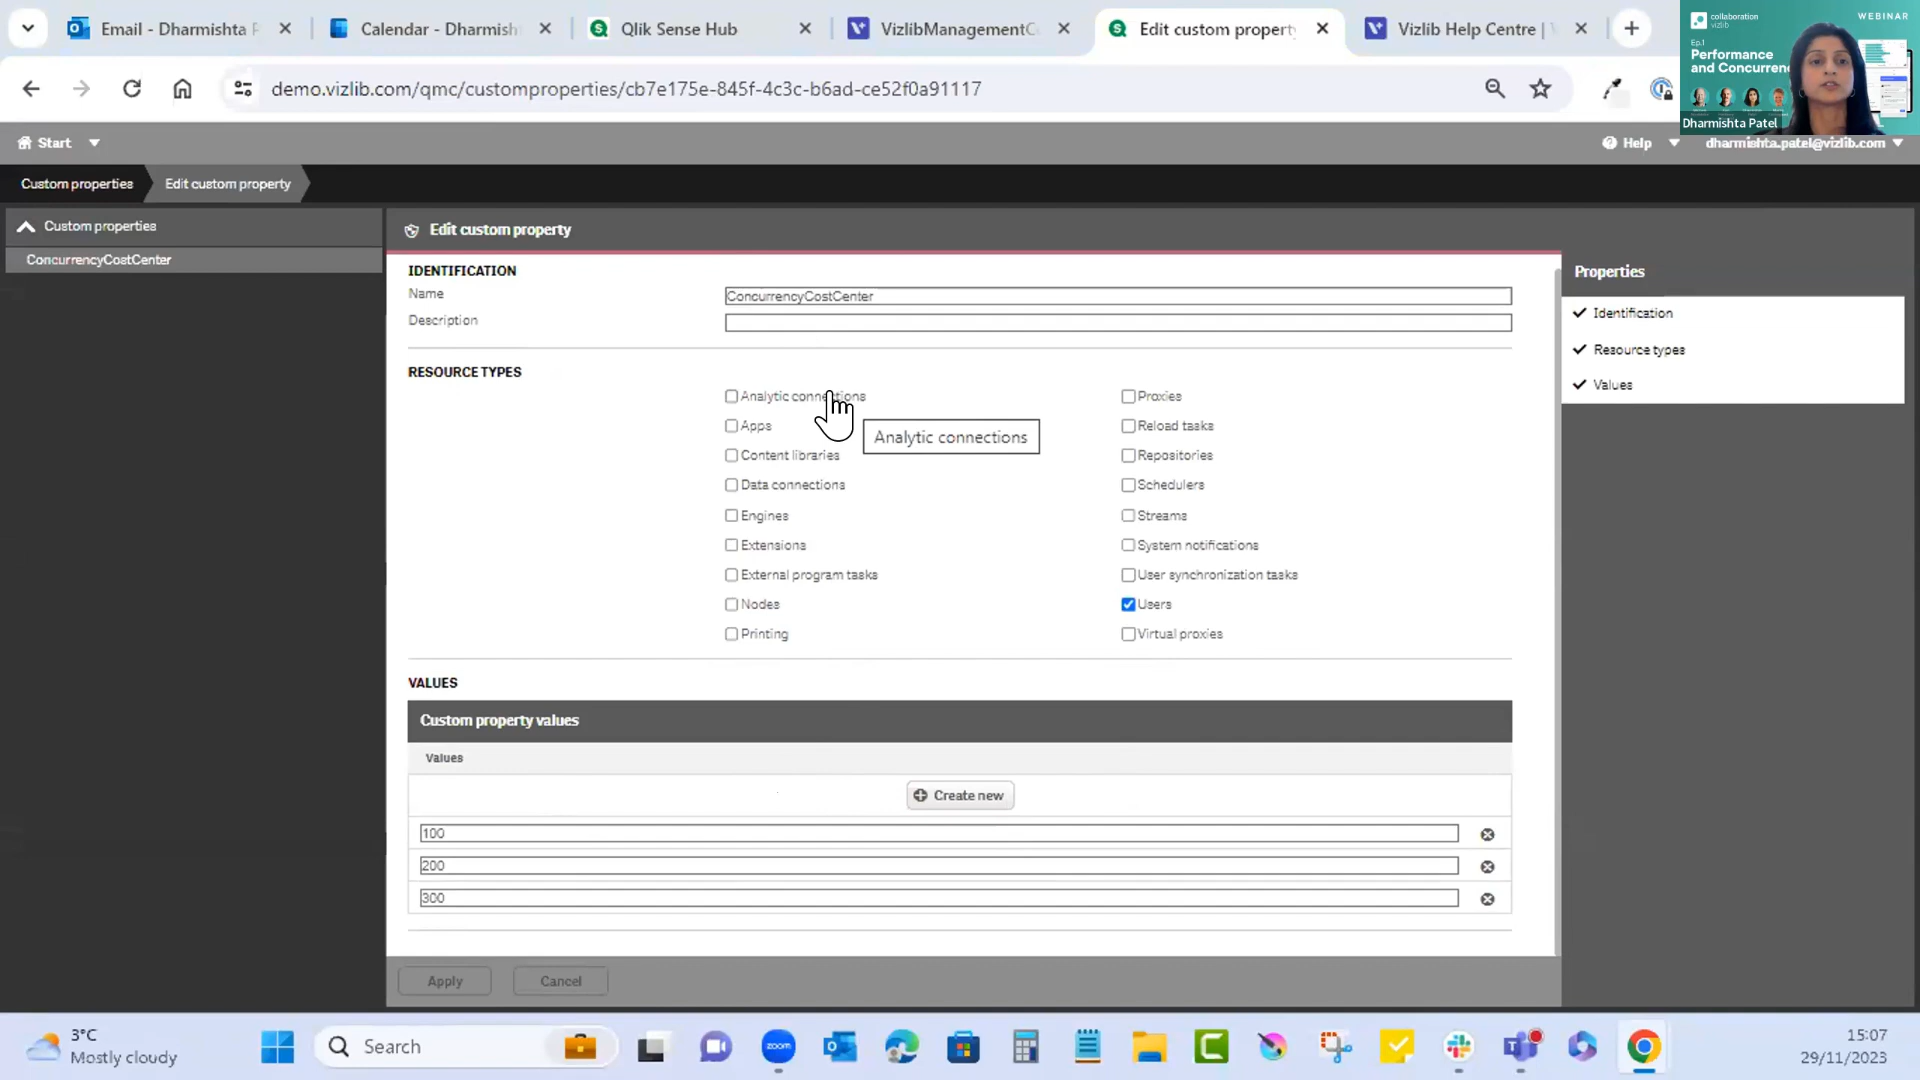 Email - Dharmishta P
Calendar - Dharmish
Qlik Sense Hub
VizlibManagementC
Edit custom property
Vizlib Help Centre |
demo.vizlib.com/qmc/customproperties/cb7e175e-845f-4c3c-b6ad-ce52f0a91117
collaboration
vizlib
WEBINAR
Ep.1
Performance
and Concurren
Dharmishta Patel
Start
Help
dharmishta.patel@vizlib.com
Custom properties
Edit custom property
Custom properties
ConcurrencyCostCenter
Edit custom property
IDENTIFICATION
Name
ConcurrencyCostCenter
Description
RESOURCE TYPES
Analytic connections
Proxies
Apps
Reload tasks
Analytic connections
Content libraries
Repositories
Data connections
Schedulers
Engines
Streams
Extensions
System notifications
External program tasks
User synchronization tasks
Nodes
Users
Printing
Virtual proxies
VALUES
Custom property values
Values
Create new
100
200
300
Apply
Cancel
Properties
Identification
Resource types
Values
3°C
Mostly cloudy
Search
zoom
15:07
29/11/2023